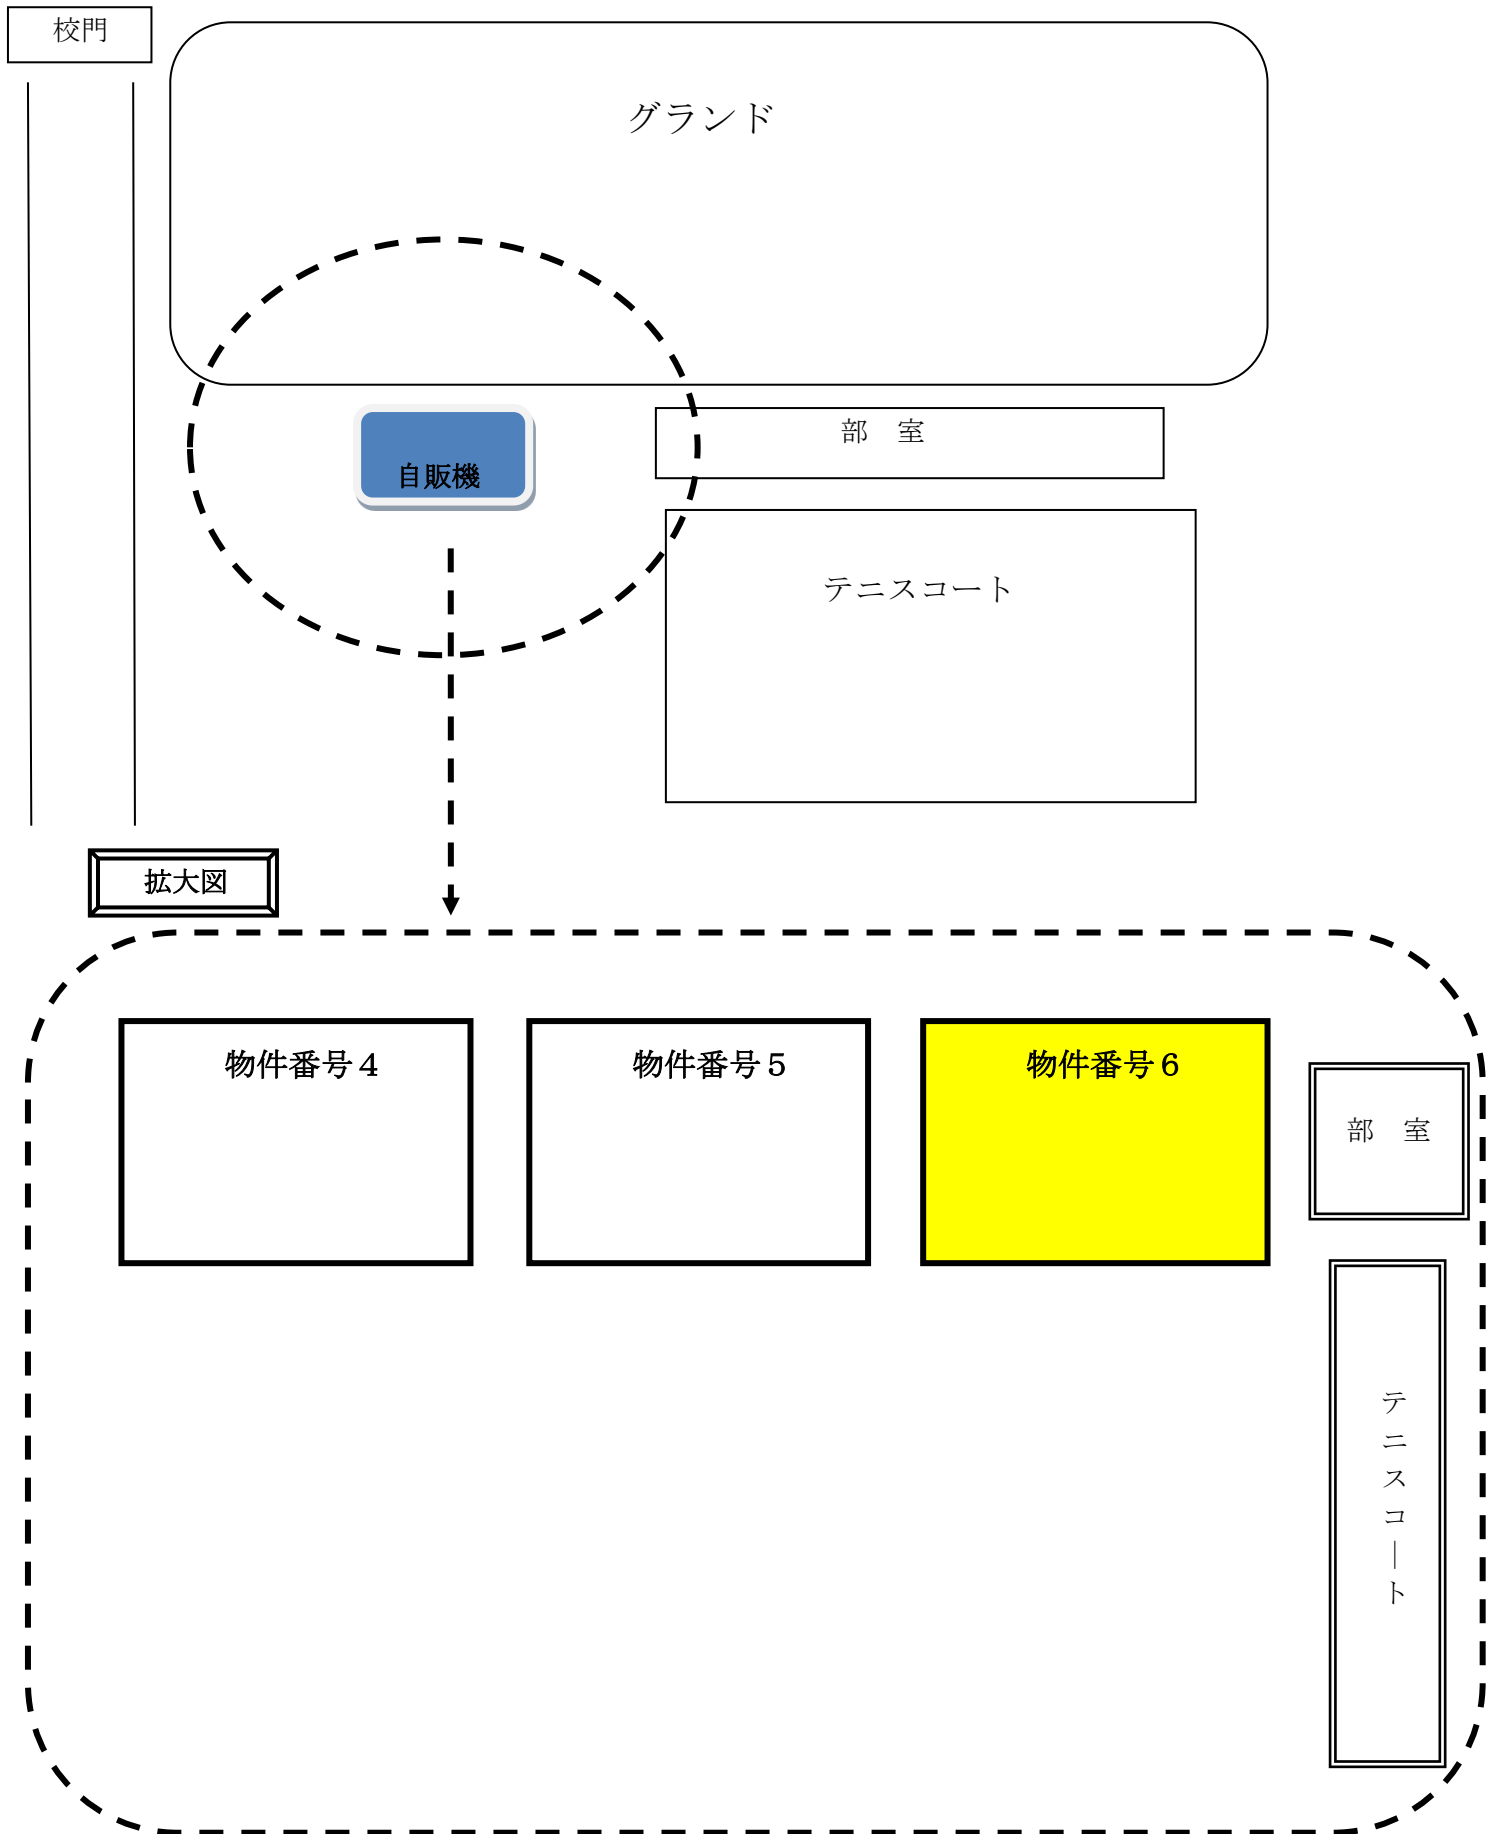 校門
グランド
部　室
自販機
テニスコート
拡大図
物件番号４
物件番号５
物件番号６
部　室
テニスコート